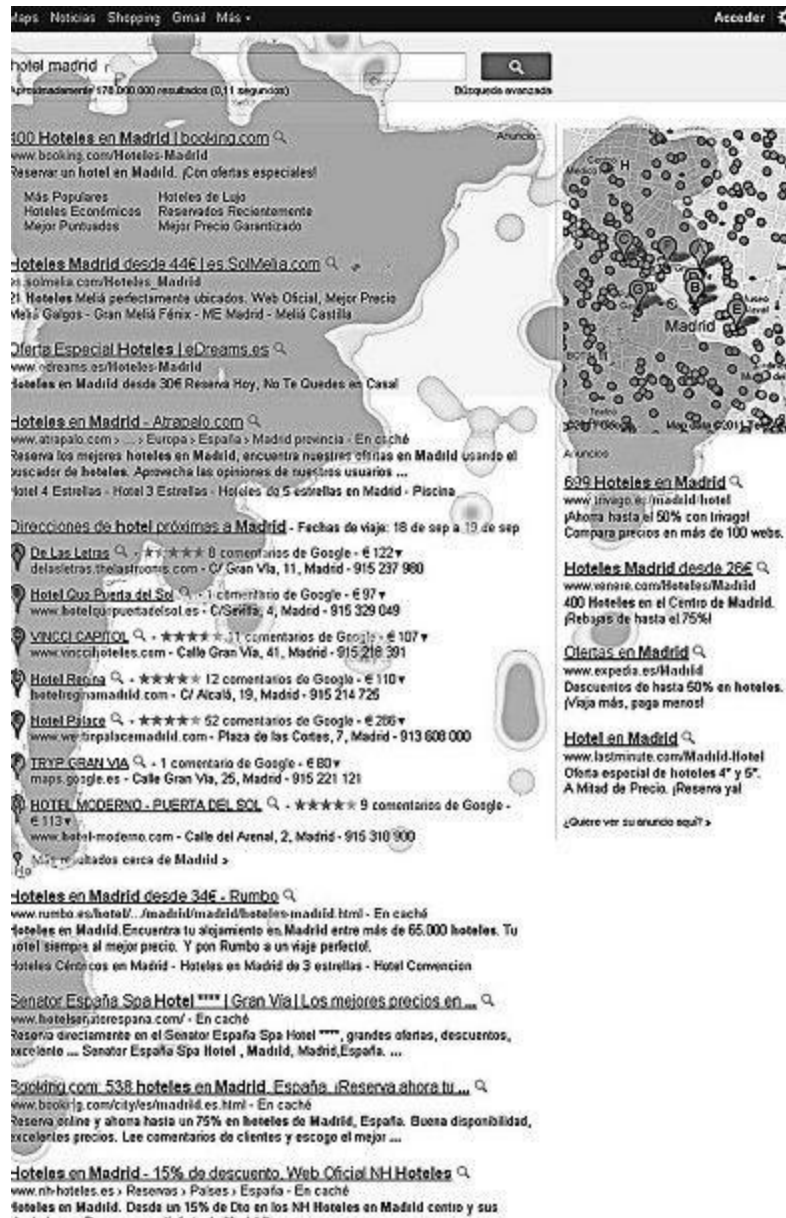 Maps Noticias Shopping Gmail Más
Acceder
hotel madrid
Aproximadamente 178.000.000 resultados (0,11 segundos)
Búsqueda avanzada
400 Hoteles en Madrid | booking.com
Anuncios
www.booking.com/Hoteles-Madrid
Reservar un hotel en Madrid. ¡Con ofertas especiales!
Más Populares Hoteles de Lujo
Hoteles Económicos Reservados Recientemente
Mejor Puntuados Mejor Precio Garantizado
Hoteles Madrid desde 44€ | es.SolMelia.com
es.solmelia.com/Hoteles_Madrid
21 Hoteles Meliá perfectamente ubicados. Web Oficial, Mejor Precio
Meliá Galgos - Gran Meliá Fénix - ME Madrid - Meliá Castilla
Oferta Especial Hoteles | eDreams.es
www.edreams.es/Hoteles-Madrid
Hoteles en Madrid desde 30€ Reserva Hoy, No Te Quedes en Casa!
Hoteles en Madrid - Atrapalo.com
www.atrapalo.com > ... > Europa > España > Madrid provincia - En caché
Reserva los mejores hoteles en Madrid, encuentra nuestres ofritas en Madrid usando el
buscador de hoteles. Aprovecha las opiniones de nuestros usuarios ...
Hotel 4 Estrellas - Hotel 3 Estrellas - Hoteles de 5 estrellas en Madrid - Piscina
Direcciones de hotel próximas a Madrid - Fechas de viaje: 18 de sep a 19 de sep
De Las Letras - 8 comentarios de Google - € 122
delasletras.thelastrooms.com - C/ Gran Vía, 11, Madrid - 915 237 980
Hotel Quo Puerta del Sol - 1 comentario de Google - € 97
www.hotelquopuertadelsol.es - C/Sevilla, 4, Madrid - 915 329 049
VINCCI CAPITOL - 11 comentarios de Google - € 107
www.vinccihoteles.com - Calle Gran Vía, 41, Madrid - 915 218 391
Hotel Regina - 12 comentarios de Google - € 110
hotelreginamadrid.com - C/ Alcalá, 19, Madrid - 915 214 725
Hotel Palace - 52 comentarios de Google - € 266
www.westinpalacemadrid.com - Plaza de las Cortes, 7, Madrid - 913 608 000
TRYP GRAN VIA - 1 comentario de Google - € 80
maps.google.es - Calle Gran Vía, 25, Madrid - 915 221 121
HOTEL MODERNO - PUERTA DEL SOL - 9 comentarios de Google -
€ 113
www.hotel-moderno.com - Calle del Arenal, 2, Madrid - 915 310 900
Más resultados cerca de Madrid >
Hoteles en Madrid desde 34€ - Rumbo
www.rumbo.es/hotel/.../madrid/madrid/hoteles-madrid.html - En caché
Hoteles en Madrid.Encuentra tu alojamiento en Madrid entre más de 65.000 hoteles. Tu
hotel siempre al mejor precio. Y pon Rumbo a un viaje perfecto!.
Hoteles Céntricos en Madrid - Hoteles en Madrid de 3 estrellas - Hotel Convencion
Senator España Spa Hotel **** | Gran Vía | Los mejores precios en ...
www.hotelsenatorespana.com/ - En caché
Reserva directamente en el Senator España Spa Hotel ****, grandes ofertas, descuentos,
excelente ... Senator España Spa Hotel , Madrid, Madrid,España. ...
Booking.com: 538 hoteles en Madrid, España. ¡Reserva ahora tu ...
www.booking.com/city/es/madrid.es.html - En caché
Reserva online y ahorra hasta un 75% en hoteles de Madrid, España. Buena disponibilidad,
excelentes precios. Lee comentarios de clientes y escoge el mejor ...
Hoteles en Madrid - 15% de descuento. Web Oficial NH Hoteles
www.nh-hoteles.es > Reservas > Países > España - En caché
Hoteles en Madrid. Desde un 15% de Dto en los NH Hoteles en Madrid centro y sus
H
C
F
A
G
B
E
Madrid
©2011
Anuncios
699 Hoteles en Madrid
www.trivago.es/madrid/hotel
¡Ahorra hasta el 50% con trivago!
Compara precios en más de 100 webs.
Hoteles Madrid desde 26€
www.venere.com/Hoteles/Madrid
400 Hoteles en el Centro de Madrid.
¡Rebajas de hasta el 75%!
Ofertas en Madrid
www.expedia.es/Madrid
Descuentos de hasta 50% en hoteles.
¡Viaja más, paga menos!
Hotel en Madrid
www.lastminute.com/Madrid-Hotel
Oferta especial de hoteles 4* y 5*.
A Mitad de Precio. ¡Reserva ya!
¿Quiere ver su anuncio aquí? »